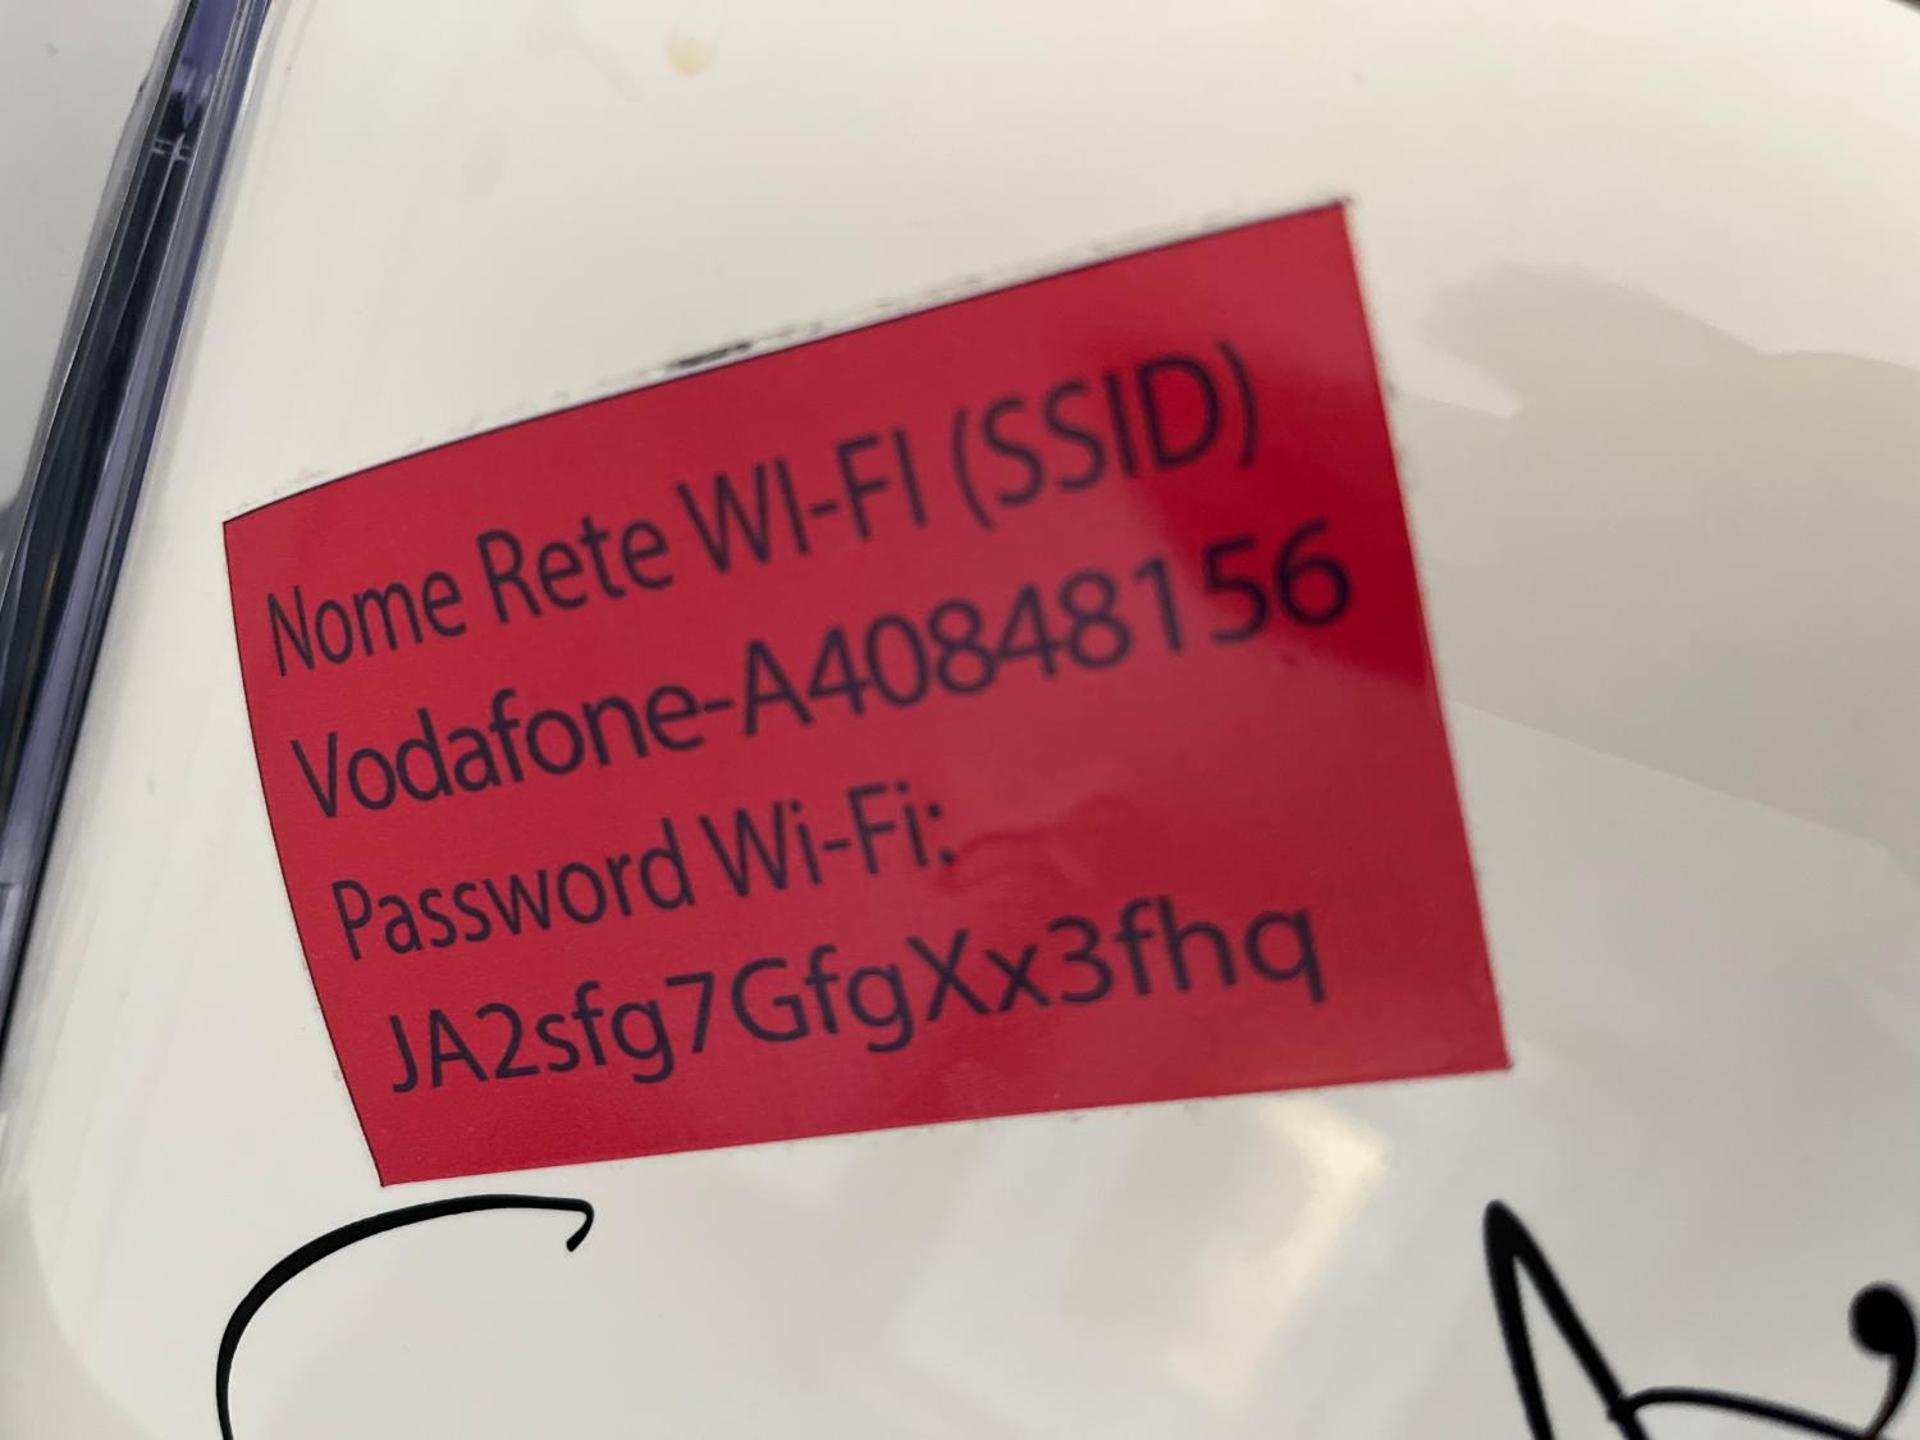 Nome Rete WI-FI (SSID)
Vodafone-A40848156
Password Wi-Fi:
JA2sfg7GfgXx3fhq